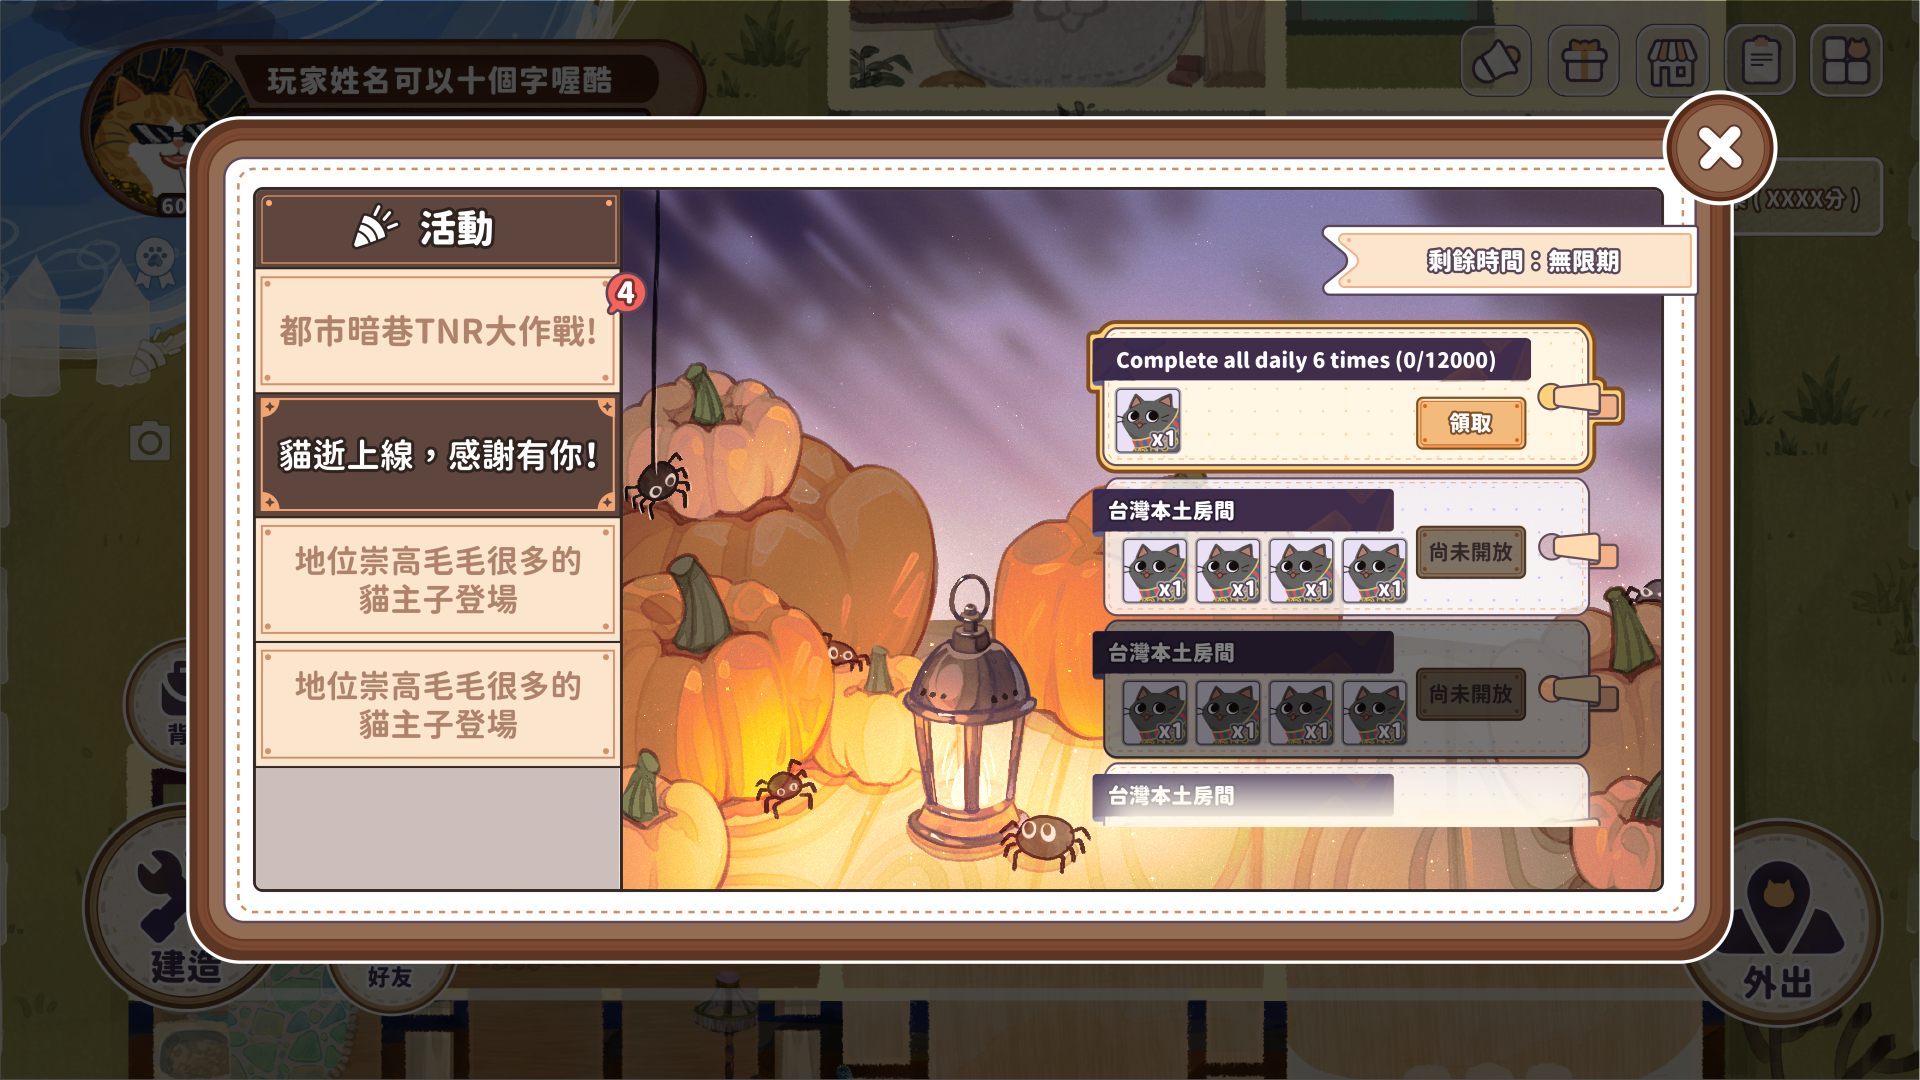 玩家姓名可以十個字喔酷
60
(XXXX分)
活動
4
都市暗巷TNR大作戰!
貓逝上線，感謝有你!
地位崇高毛毛很多的
貓主子登場
地位崇高毛毛很多的
貓主子登場
剩餘時間：無限期
Complete all daily 6 times (0/12000)
x1
領取
台灣本土房間
x1 x1 x1 x1
尚未開放
台灣本土房間
x1 x1 x1 x1
尚未開放
台灣本土房間
建造
好友
外出